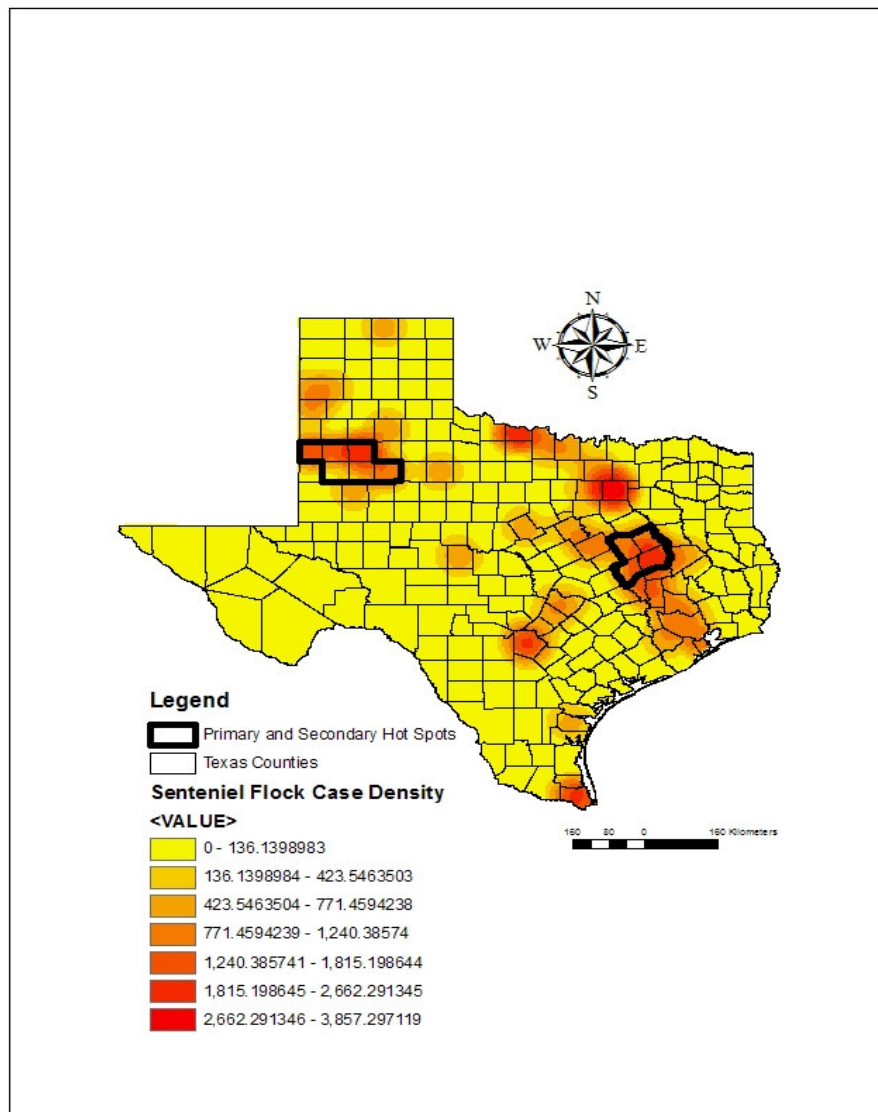 N
W E
S
Legend
Primary and Secondary Hot Spots
Texas Counties
Senteniel Flock Case Density
<VALUE>
0 - 136.1398983
136.1398984 - 423.5463503
423.5463504 - 771.4594238
771.4594239 - 1,240.38574
1,240.385741 - 1,815.198644
1,815.198645 - 2,662.291345
2,662.291346 - 3,857.297119
160 80 0 160 Kilometers